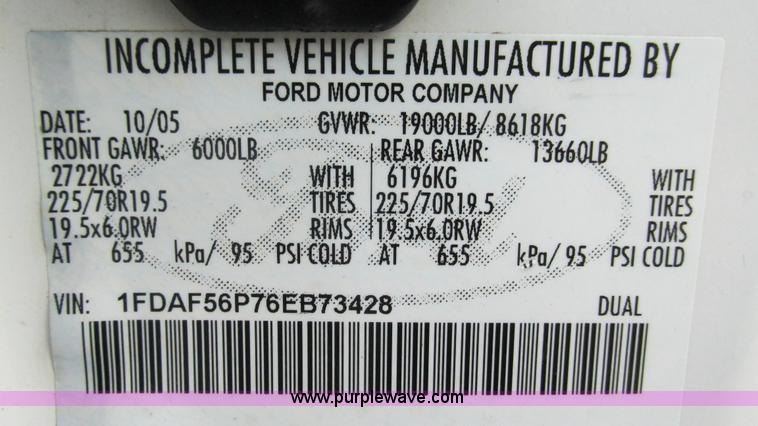 INCOMPLETE VEHICLE MANUFACTURED BY
FORD MOTOR COMPANY
DATE: 10/05 GVWR: 19000LB/ 8618KG
FRONT GAWR: 6000LB REAR GAWR: 13660LB
2722KG WITH 6196KG WITH
225/70R19.5 TIRES 225/70R19.5 TIRES
19.5x6.0RW RIMS 19.5x6.0RW RIMS
AT 655 kPa/ 95 PSI COLD AT 655 kPa/ 95 PSI COLD
VIN: 1FDAF56P76EB73428 DUAL
www.purplewave.com